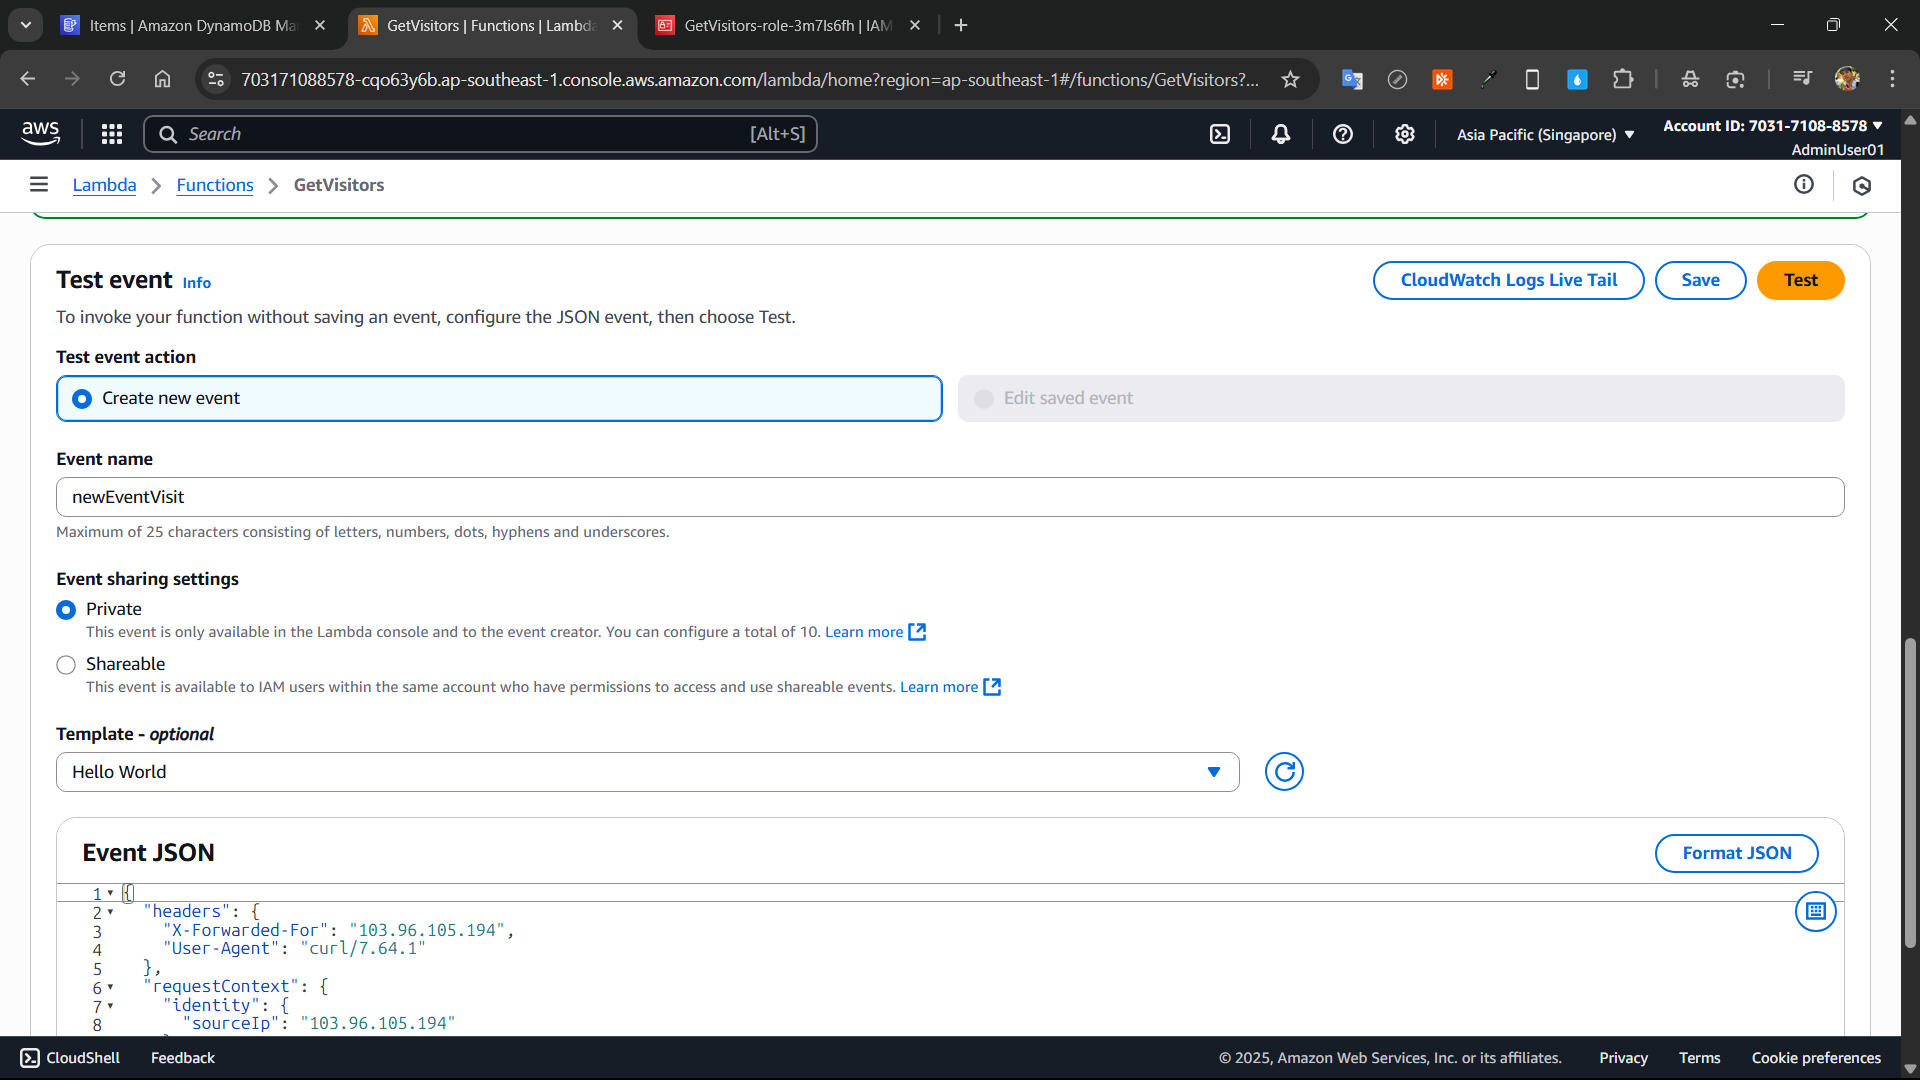 Items | Amazon DynamoDB Ma
GetVisitors | Functions | Lambda
GetVisitors-role-3m7ls6fh | IAM
703171088578-cqo63y6b.ap-southeast-1.console.aws.amazon.com/lambda/home?region=ap-southeast-1#/functions/GetVisitors?...
aws
Search
[Alt+S]
Asia Pacific (Singapore)
Account ID: 7031-7108-8578
AdminUser01
Lambda
Functions
GetVisitors
Test event Info
CloudWatch Logs Live Tail
Save
Test
To invoke your function without saving an event, configure the JSON event, then choose Test.
Test event action
Create new event
Edit saved event
Event name
newEventVisit
Maximum of 25 characters consisting of letters, numbers, dots, hyphens and underscores.
Event sharing settings
Private
This event is only available in the Lambda console and to the event creator. You can configure a total of 10. Learn more
Shareable
This event is available to IAM users within the same account who have permissions to access and use shareable events. Learn more
Template - optional
Hello World
Event JSON
Format JSON
1 {
2 "headers": {
3 "X-Forwarded-For": "103.96.105.194",
4 "User-Agent": "curl/7.64.1"
5 },
6 "requestContext": {
7 "identity": {
8 "sourceIp": "103.96.105.194"
CloudShell
Feedback
© 2025, Amazon Web Services, Inc. or its affiliates.
Privacy
Terms
Cookie preferences